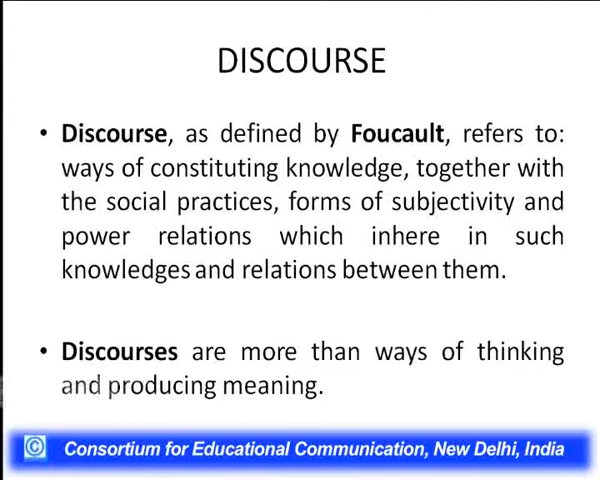 DISCOURSE
• Discourse, as defined by Foucault, refers to:
ways of constituting knowledge, together with
the social practices, forms of subjectivity and
power relations which inhere in such
knowledges and relations between them.
• Discourses are more than ways of thinking
and producing meaning.
© Consortium for Educational Communication, New Delhi, India